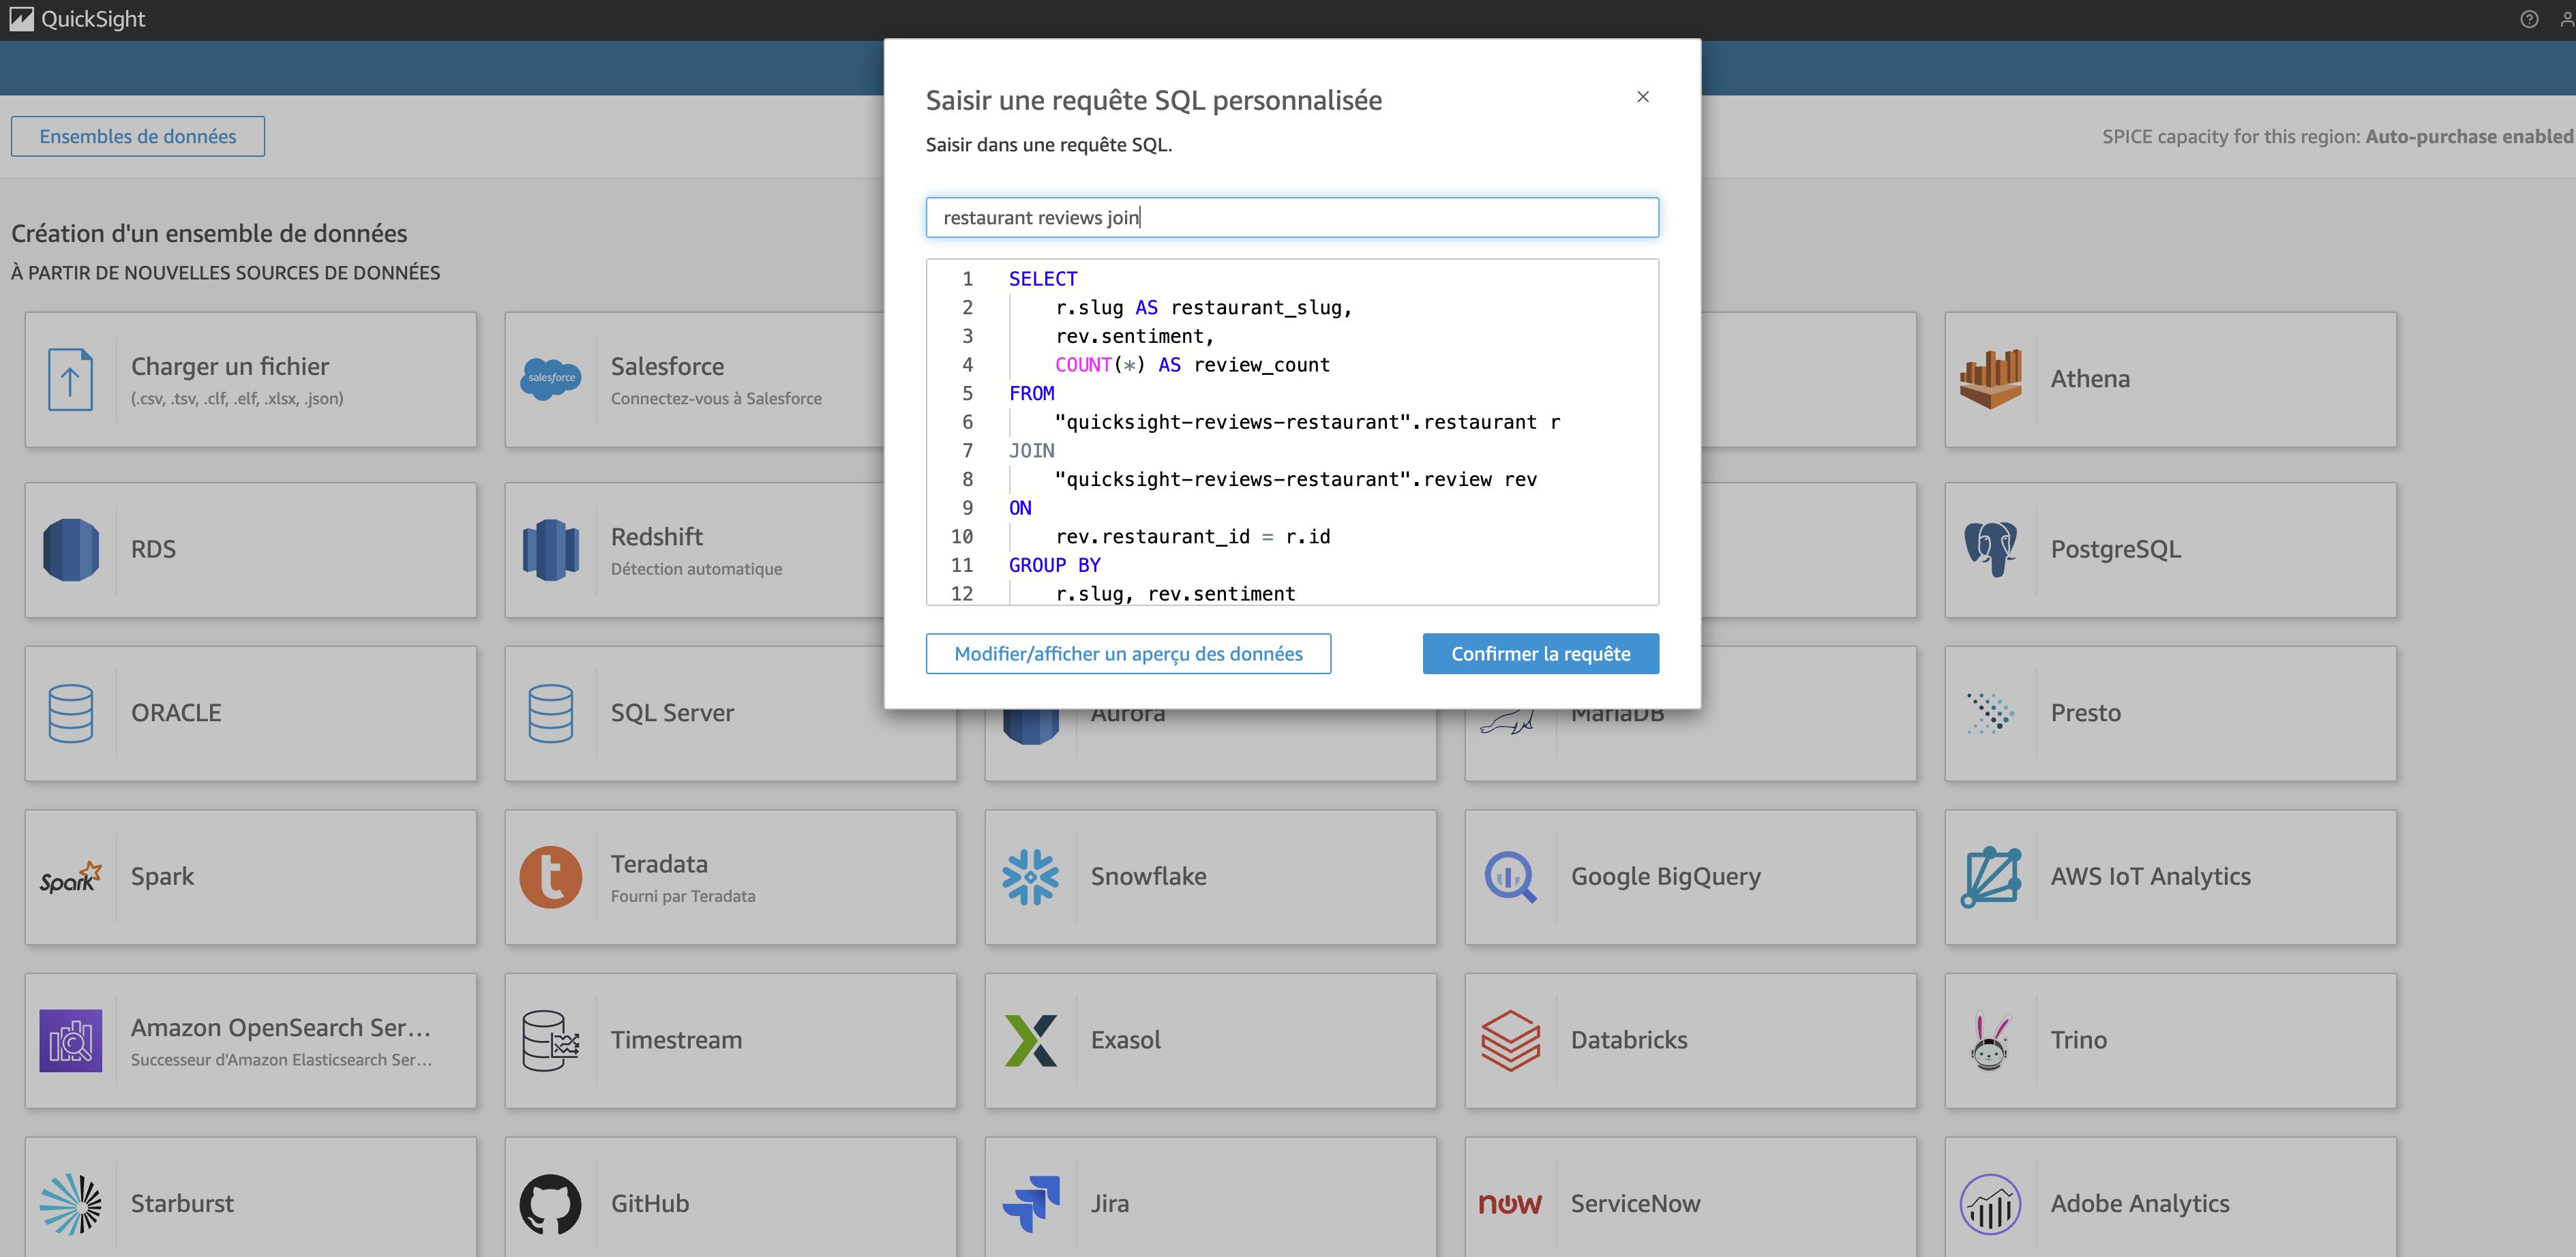 QuickSight
Ensembles de données
SPICE capacity for this region: Auto-purchase enabled
Création d'un ensemble de données
À PARTIR DE NOUVELLES SOURCES DE DONNÉES
Saisir une requête SQL personnalisée
Saisir dans une requête SQL.
restaurant reviews join
1 SELECT
2 r.slug AS restaurant_slug,
3 rev.sentiment,
4 COUNT(*) AS review_count
5 FROM
6 "quicksight-reviews-restaurant".restaurant r
7 JOIN
8 "quicksight-reviews-restaurant".review rev
9 ON
10 rev.restaurant_id = r.id
11 GROUP BY
12 r.slug, rev.sentiment
Modifier/afficher un aperçu des données
Confirmer la requête
Charger un fichier
(.csv, .tsv, .clf, .elf, .xlsx, .json)
salesforce
Salesforce
Connectez-vous à Salesforce
Athena
RDS
Redshift
Détection automatique
PostgreSQL
ORACLE
SQL Server
Aurora
MariaDB
Presto
Spark
Spark
t
Teradata
Fourni par Teradata
Snowflake
Google BigQuery
AWS IoT Analytics
Amazon OpenSearch Ser...
Successeur d'Amazon Elasticsearch Ser...
Timestream
Exasol
Databricks
Trino
Starburst
GitHub
Jira
now
ServiceNow
Adobe Analytics